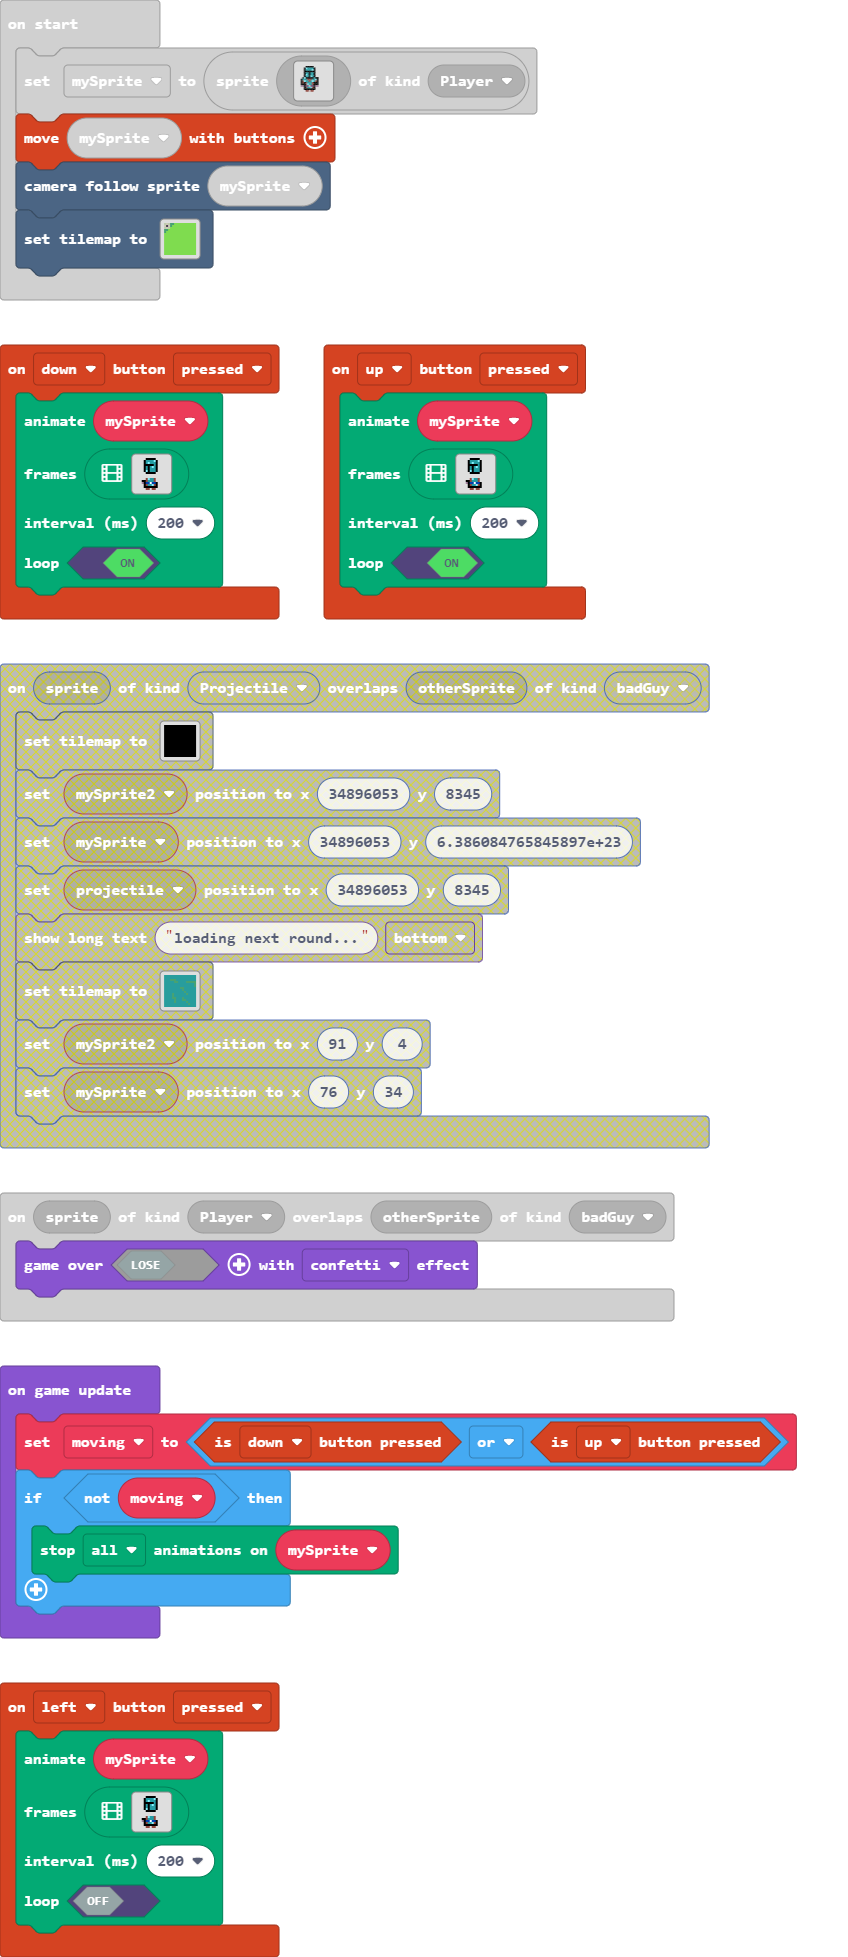 on start
set mySprite to sprite of kind Player
move mySprite with buttons
camera follow sprite mySprite
set tilemap to
on down button pressed
animate mySprite
frames
interval (ms) 200
loop ON
on up button pressed
animate mySprite
frames
interval (ms) 200
loop ON
on sprite of kind Projectile overlaps otherSprite of kind badGuy
set tilemap to
set mySprite2 position to x 34896053 y 8345
set mySprite position to x 34896053 y 6.386084765845897e+23
set projectile position to x 34896053 y 8345
show long text "loading next round..." bottom
set tilemap to
set mySprite2 position to x 91 y 4
set mySprite position to x 76 y 34
on sprite of kind Player overlaps otherSprite of kind badGuy
game over LOSE with confetti effect
on game update
set moving to is down button pressed or is up button pressed
if not moving then
stop all animations on mySprite
on left button pressed
animate mySprite
frames
interval (ms) 200
loop OFF